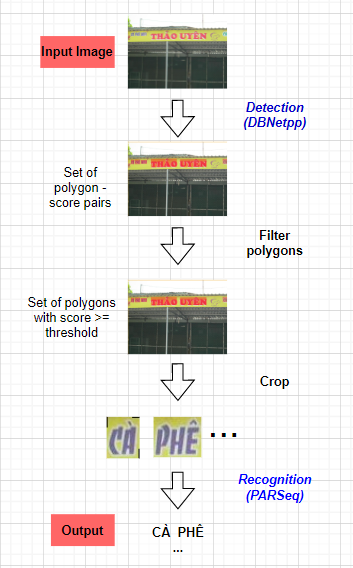 Input Image
THẢO UYÊN
Detection
(DBNetpp)
Set of
polygon -
score pairs
THẢO UYÊN
Filter
polygons
Set of polygons
with score >=
threshold
THẢO UYÊN
Crop
CÀ PHÊ ...
Recognition
(PARSeq)
Output
CÀ PHÊ
...